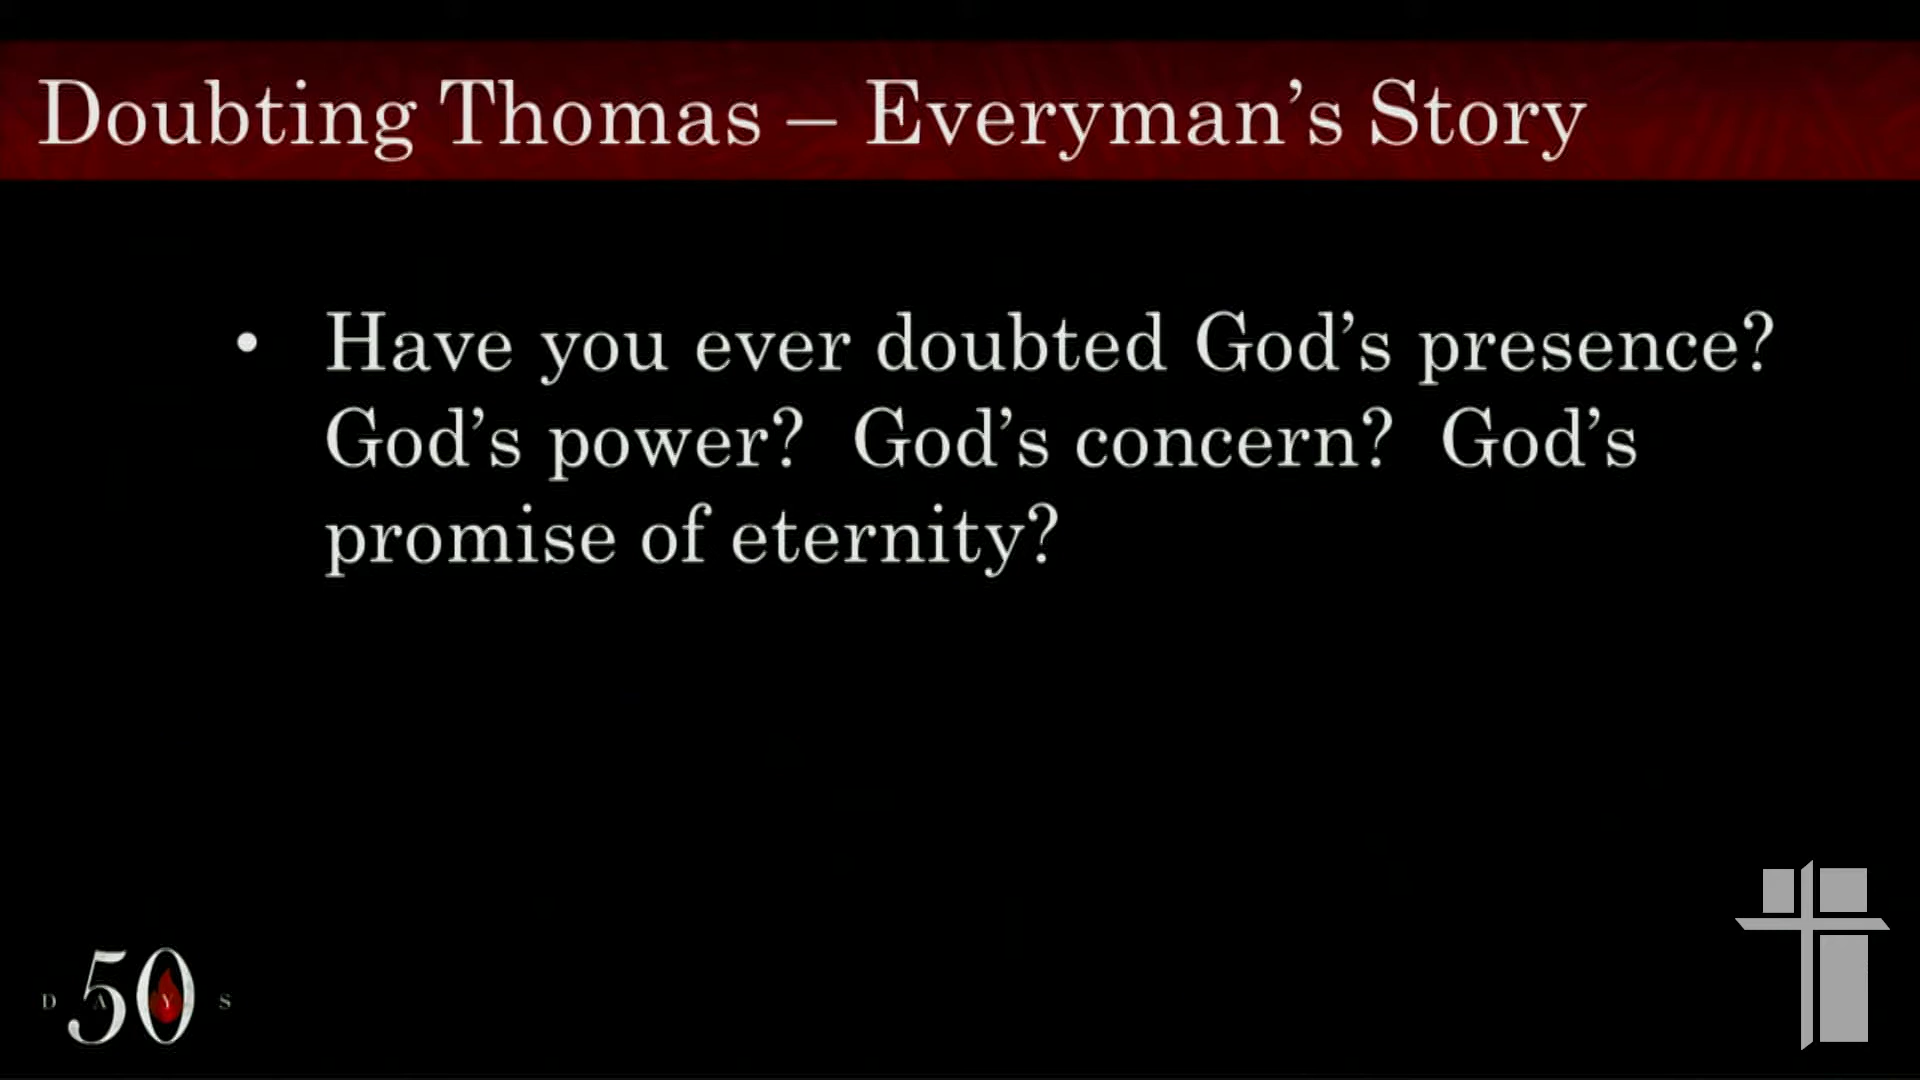 Doubting Thomas – Everyman’s Story
• Have you ever doubted God’s presence?
God’s power?  God’s concern?  God’s
promise of eternity?
50
D A Y S